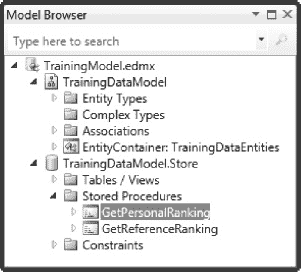 Model Browser
Type here to search
TrainingModel.edmx
TrainingDataModel
Entity Types
Complex Types
Associations
EntityContainer: TrainingDataEntities
TrainingDataModel.Store
Tables / Views
Stored Procedures
GetPersonalRanking
GetReferenceRanking
Constraints